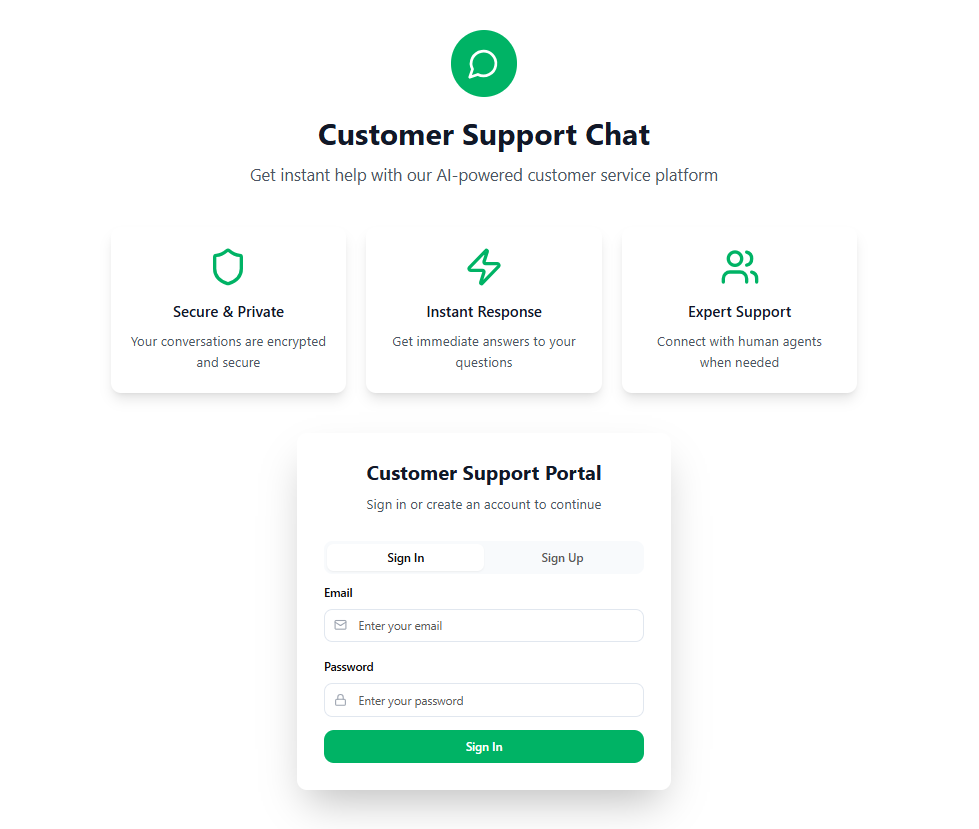 Customer Support Chat
Get instant help with our AI-powered customer service platform
Secure & Private
Your conversations are encrypted
and secure
Instant Response
Get immediate answers to your
questions
Expert Support
Connect with human agents
when needed
Customer Support Portal
Sign in or create an account to continue
Sign In
Sign Up
Email
Enter your email
Password
Enter your password
Sign In